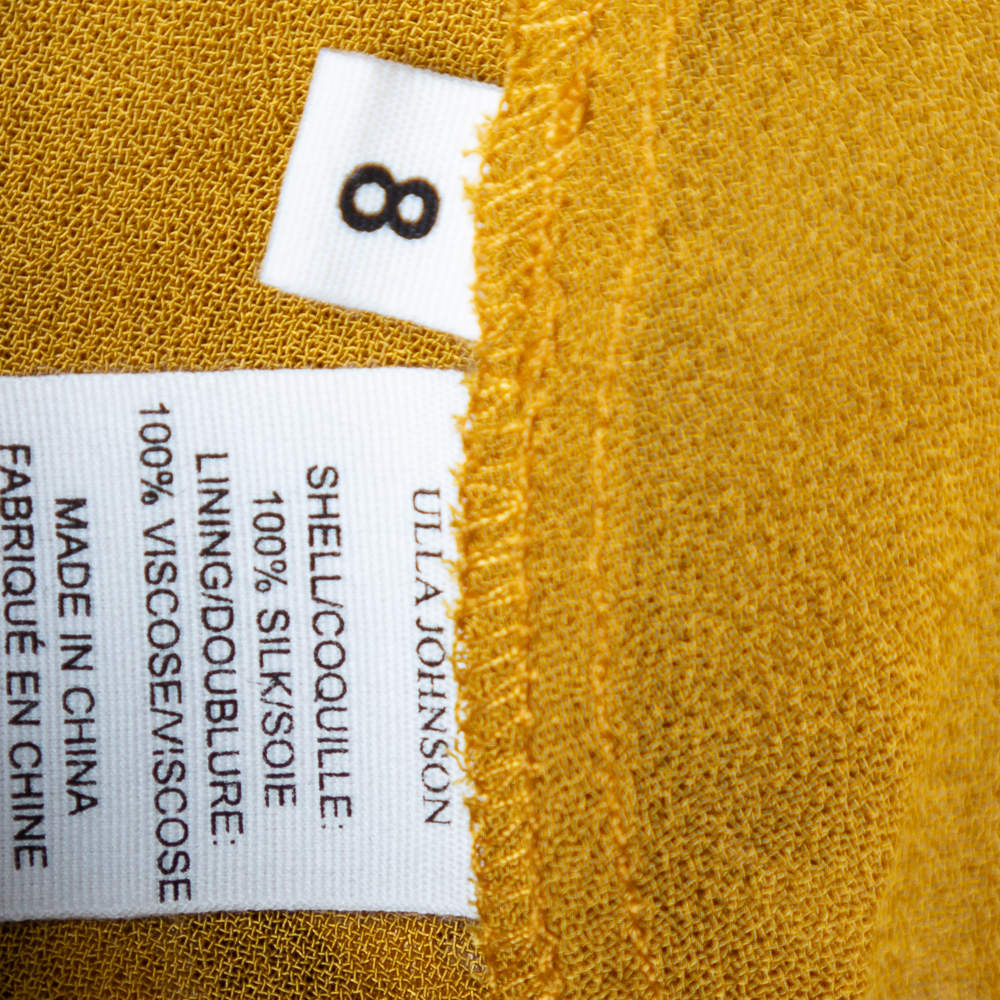 8
ULLA JOHNSON
SHELL/COQUILLE:
100% SILK/SOIE
LINING/DOUBLURE:
100% VISCOSE/VISCOSE
MADE IN CHINA
FABRIQUÉ EN CHINE